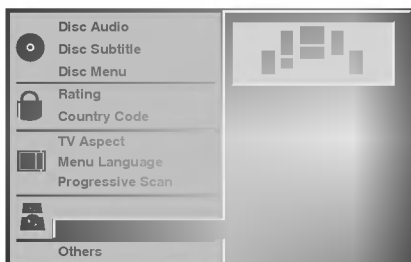 Disc Audio
Disc Subtitle
Disc Menu
Rating
Country Code
TV Aspect
Menu Language
Progressive Scan
Others